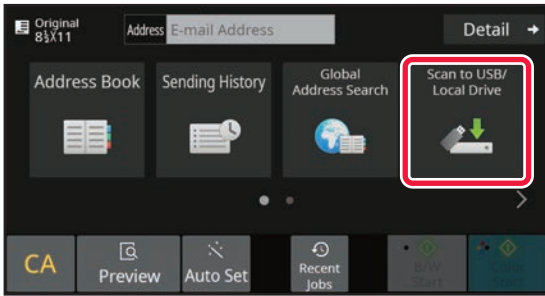 Original
8½X11
Address E-mail Address
Detail
Address Book
Sending History
Global
Address Search
Scan to USB/
Local Drive
CA
Preview
Auto Set
Recent
Jobs
B/W
Start
Color
Start